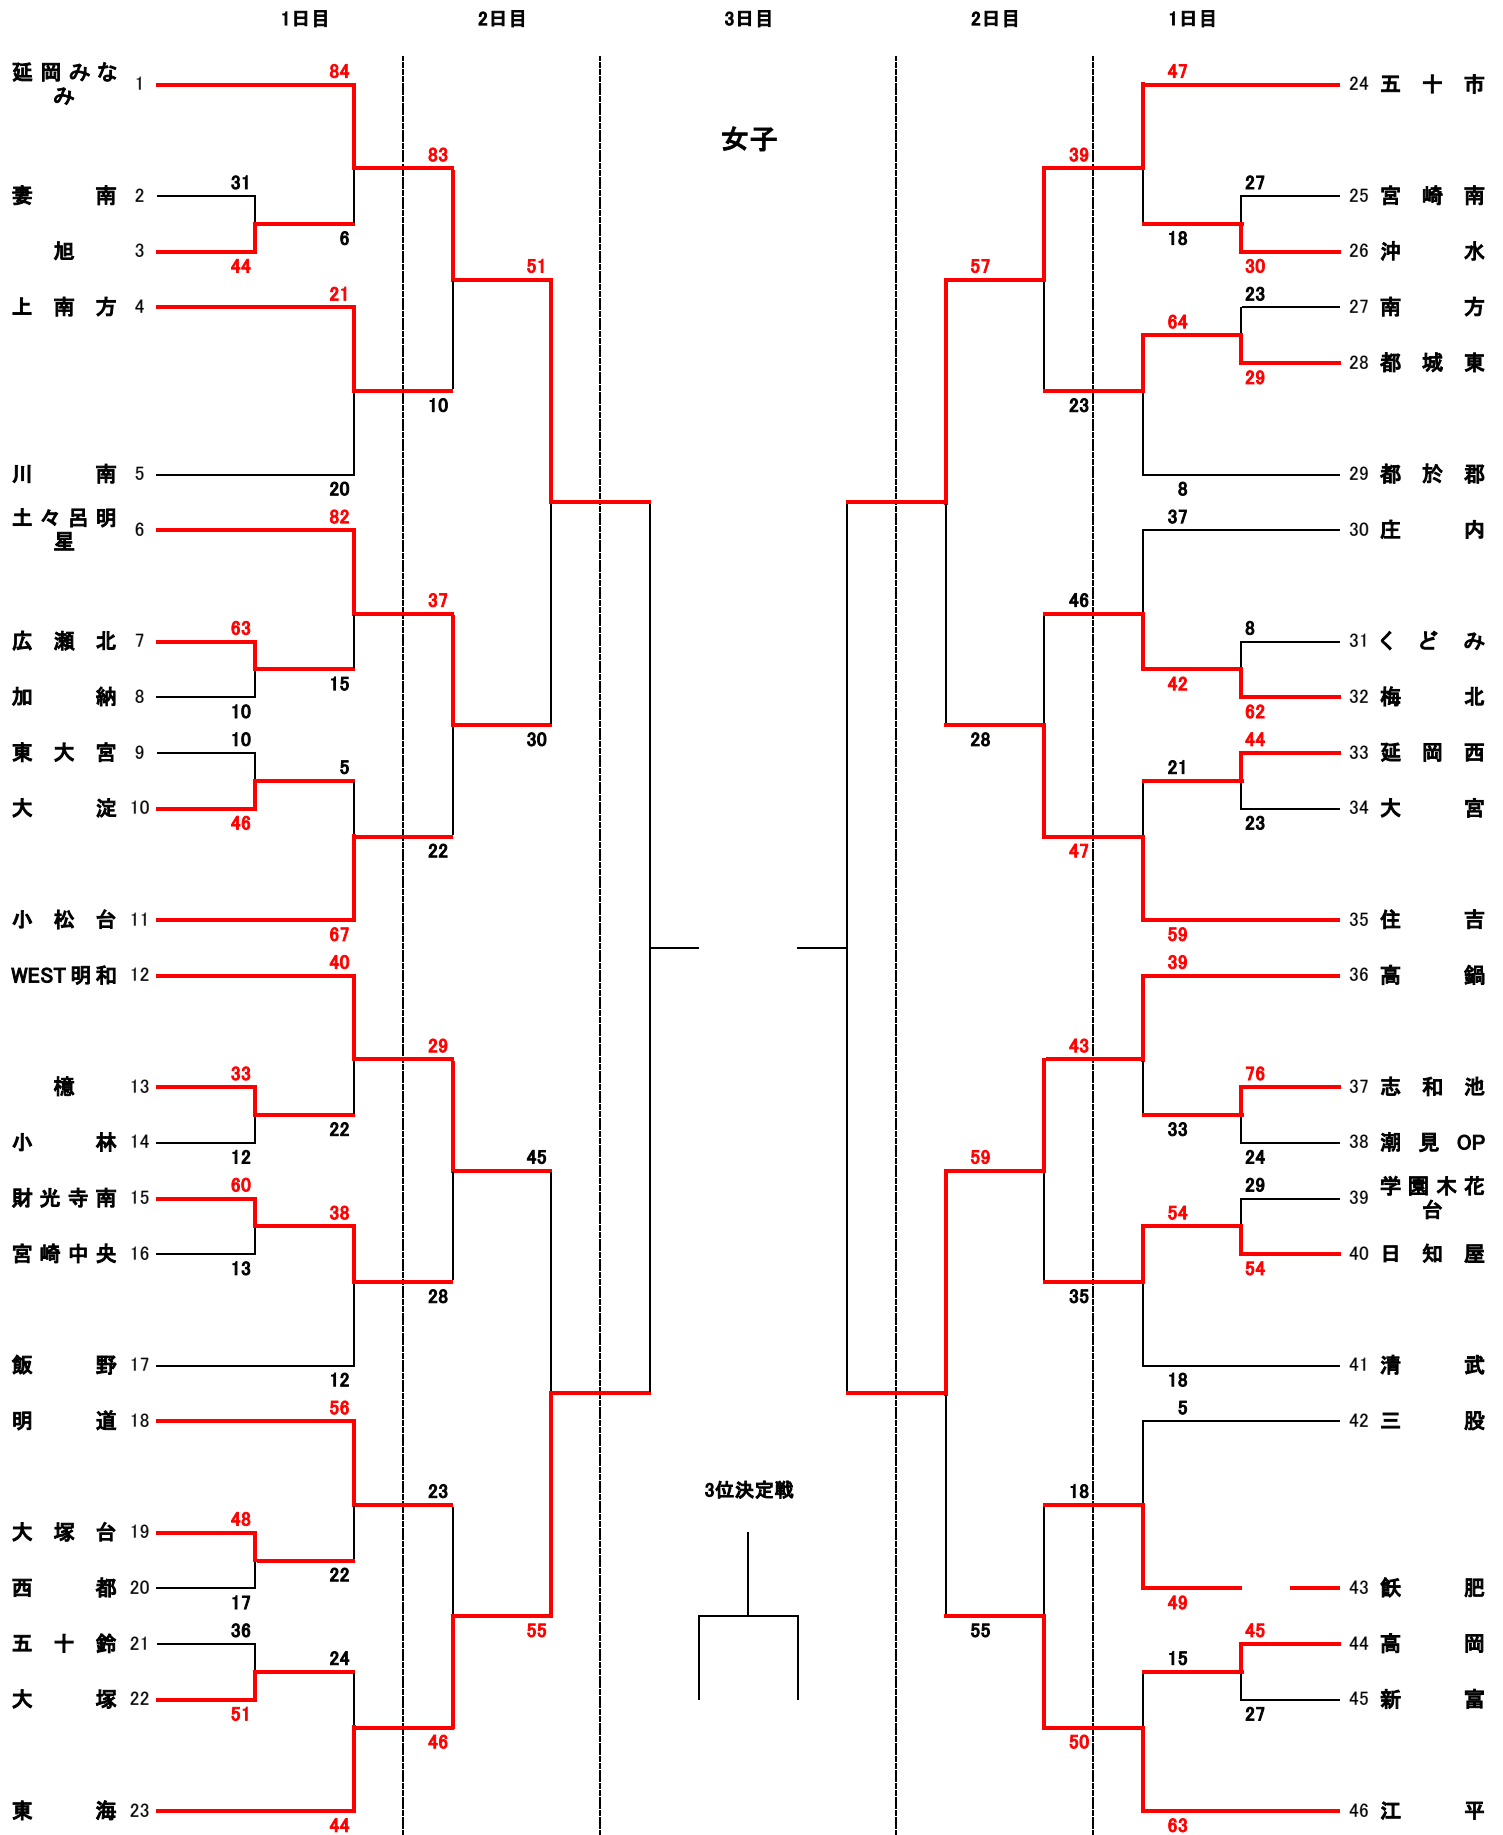 1日目 2日目 3日目 2日目 1日目
女子
延岡みな
み 1
84
83
妻南 2
31
旭 3
44
6
51
上南方 4
21
10
川南 5
20
土々呂明
星 6
82
37
広瀬北 7
63
15
加納 8
10
30
東大宮 9
10
5
大淀 10
46
22
小松台 11
67
WEST明和 12
40
29
檍 13
33
22
小林 14
12
45
財光寺南 15
60
38
宮崎中央 16
13
28
飯野 17
12
明道 18
56
23
大塚台 19
48
22
西都 20
17
55
五十鈴 21
36
24
大塚 22
51
46
東海 23
44
3位決定戦
47
24 五十市
39
27
25 宮崎南
18
30
26 沖水
57
23
27 南方
64
29
28 都城東
23
8
29 都於郡
37
30 庄内
46
8
31 くどみ
42
62
32 梅北
28
44
33 延岡西
21
23
34 大宮
47
59
35 住吉
39
36 高鍋
43
76
37 志和池
33
24
38 潮見OP
59
29
39 学園木花
台
54
54
40 日知屋
35
18
41 清武
5
42 三股
18
49
43 飫肥
55
45
44 高岡
15
27
45 新富
50
63
46 江平